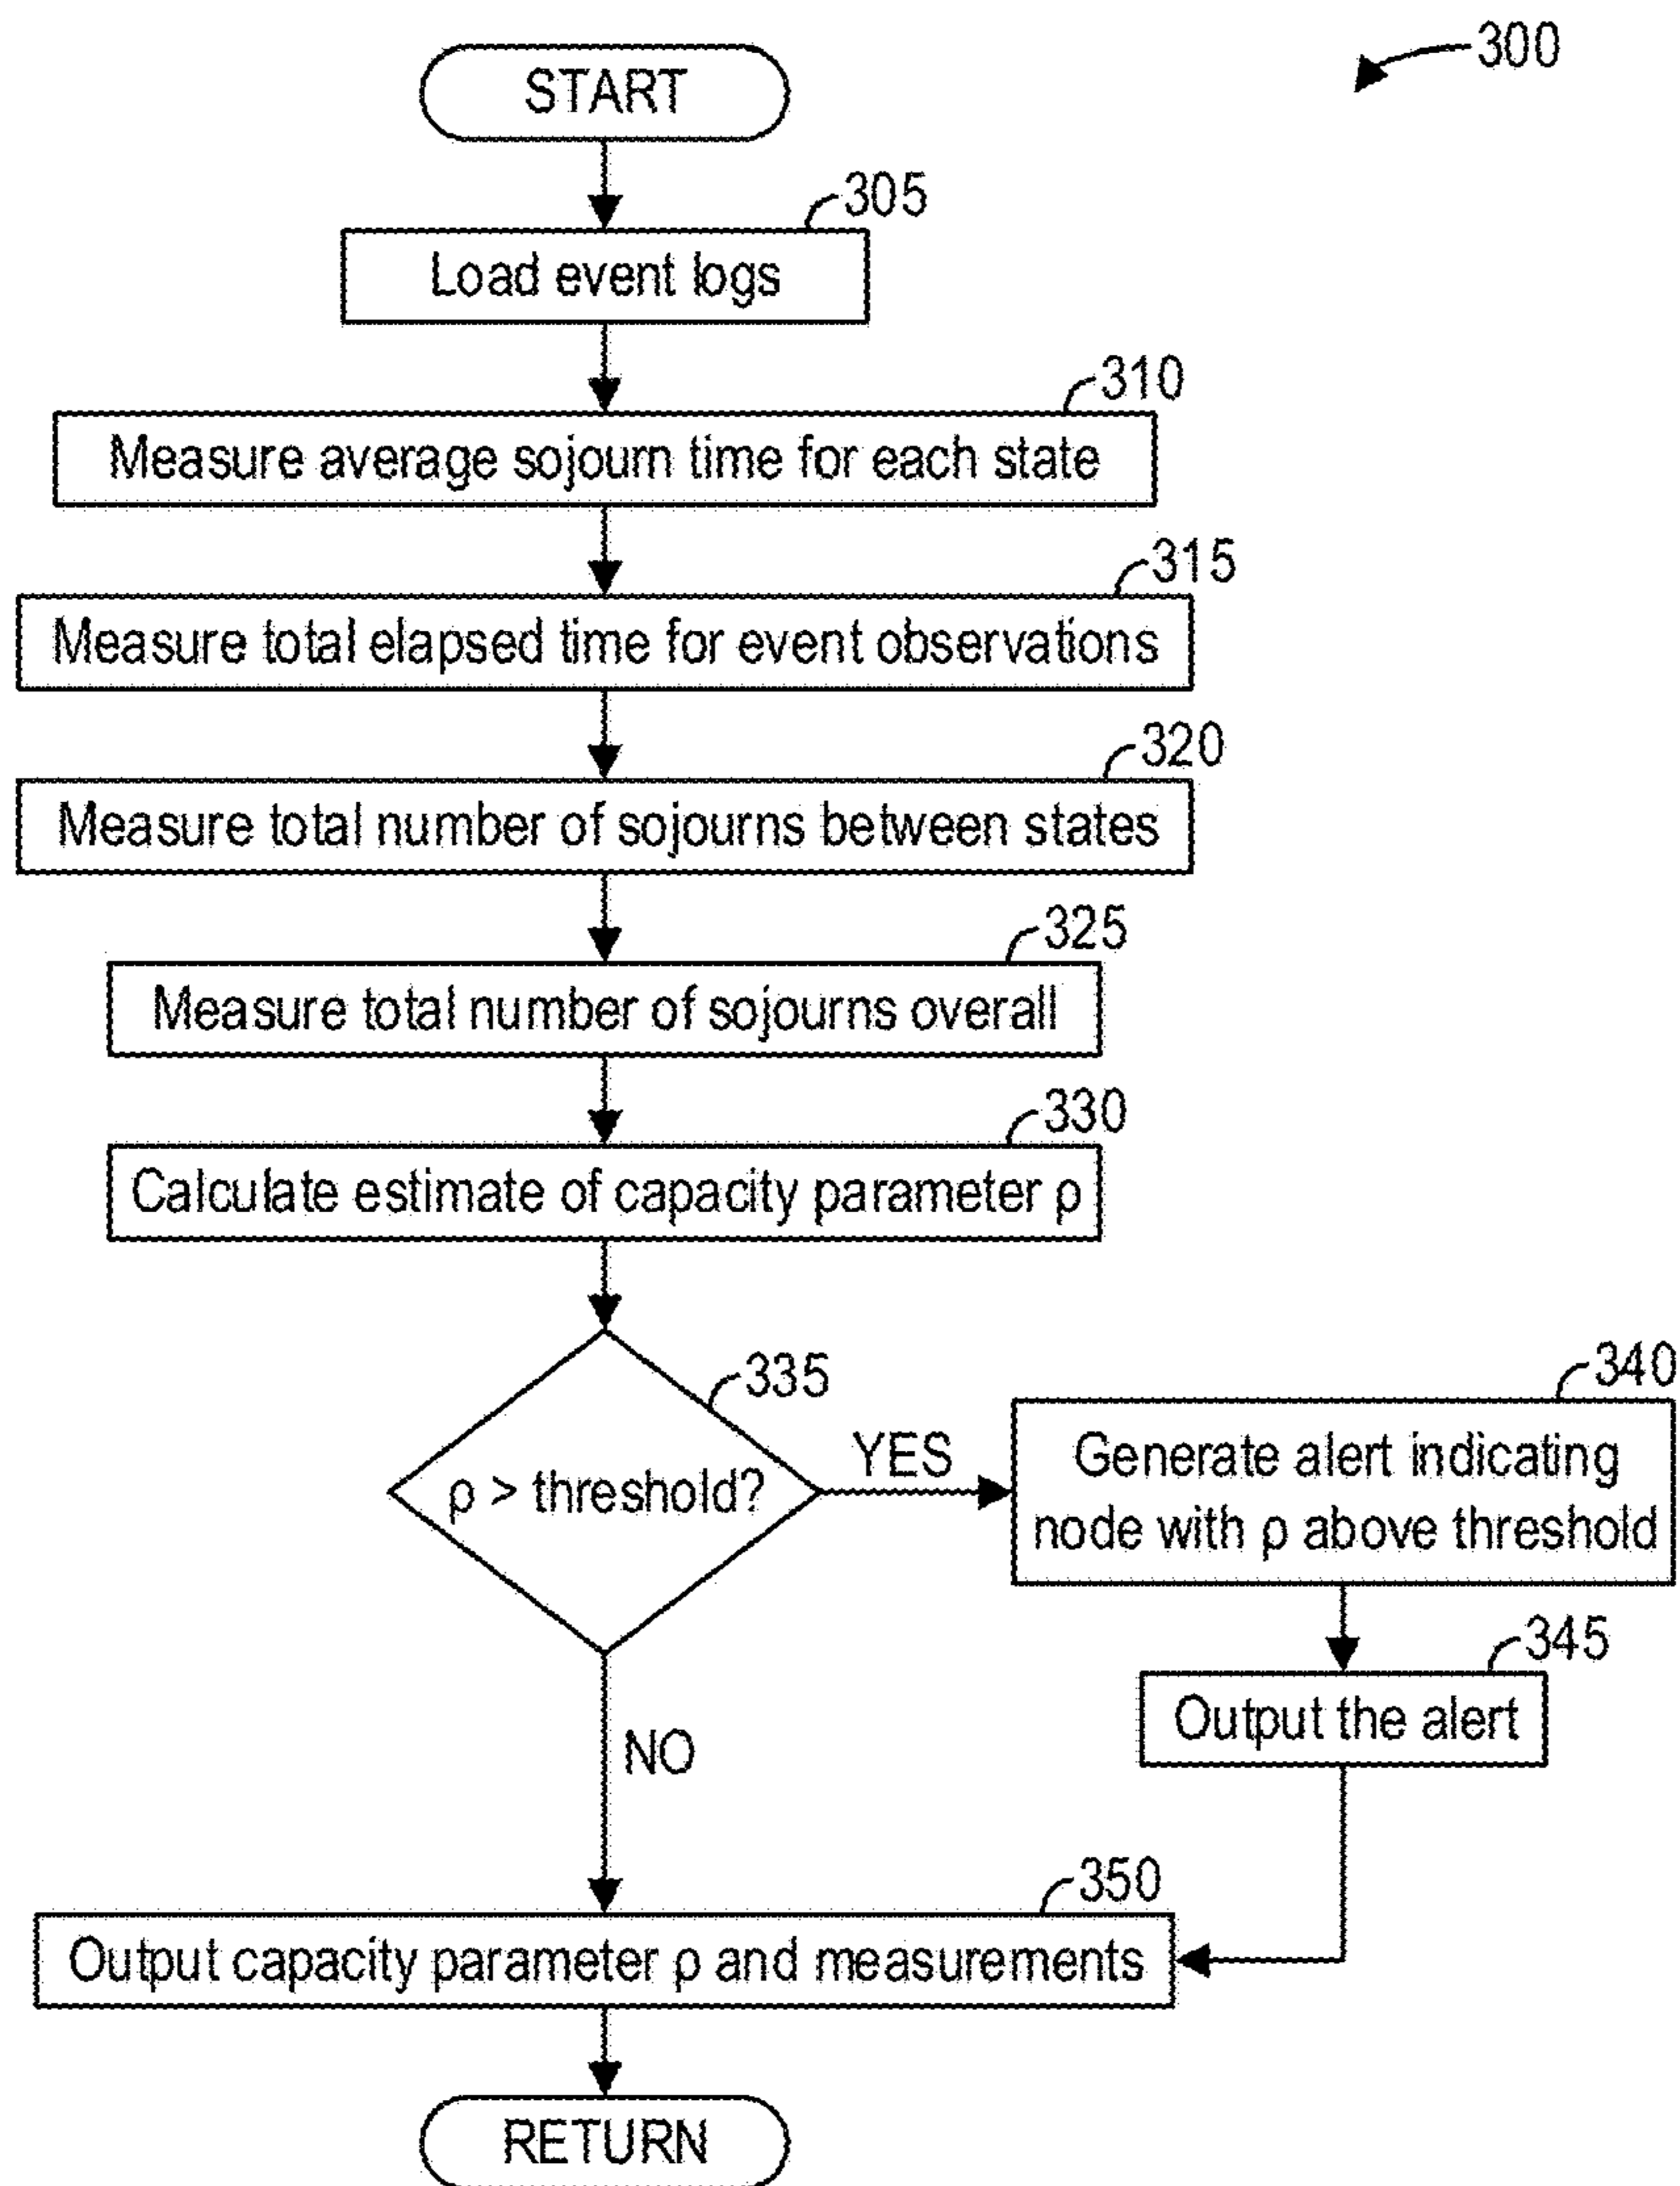 300
START
305
Load event logs
310
Measure average sojourn time for each state
315
Measure total elapsed time for event observations
320
Measure total number of sojourns between states
325
Measure total number of sojourns overall
330
Calculate estimate of capacity parameter ρ
335
ρ > threshold?
YES
340
Generate alert indicating
node with ρ above threshold
345
Output the alert
NO
350
Output capacity parameter ρ and measurements
RETURN